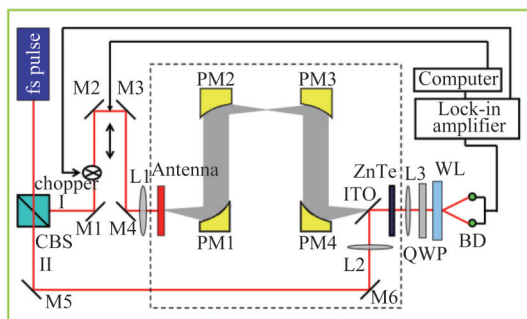 fs pulse
M2
M3
PM2
PM3
Computer
Lock-in
amplifier
chopper
I
L1
Antenna
ZnTe
L3
WL
ITO
CBS
M1
M4
PM1
PM4
L2
QWP
BD
II
M5
M6